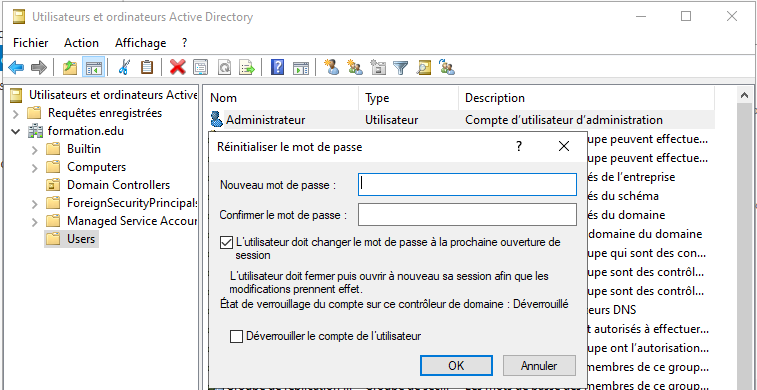 Utilisateurs et ordinateurs Active Directory
Fichier Action Affichage ?
Utilisateurs et ordinateurs Active
Requêtes enregistrées
formation.edu
Builtin
Computers
Domain Controllers
ForeignSecurityPrincipals
Managed Service Accour
Users
Nom Type Description
Administrateur Utilisateur Compte d'utilisateur d'administration
upe peuvent effectue...
upe peuvent effectue...
és de l'entreprise
és du schéma
és du domaine
domaine du domaine
upe qui sont des con...
upe sont des contrôl...
upe sont des contrôl...
eurs DNS
t autorisés à effectuer...
upe ont l'autorisation...
membres de ce group...
Réinitialiser le mot de passe ?
Nouveau mot de passe :
Confirmer le mot de passe :
L'utilisateur doit changer le mot de passe à la prochaine ouverture de
session
L'utilisateur doit fermer puis ouvrir à nouveau sa session afin que les
modifications prennent effet.
État de verrouillage du compte sur ce contrôleur de domaine : Déverrouillé
Déverrouiller le compte de l'utilisateur
OK Annuler